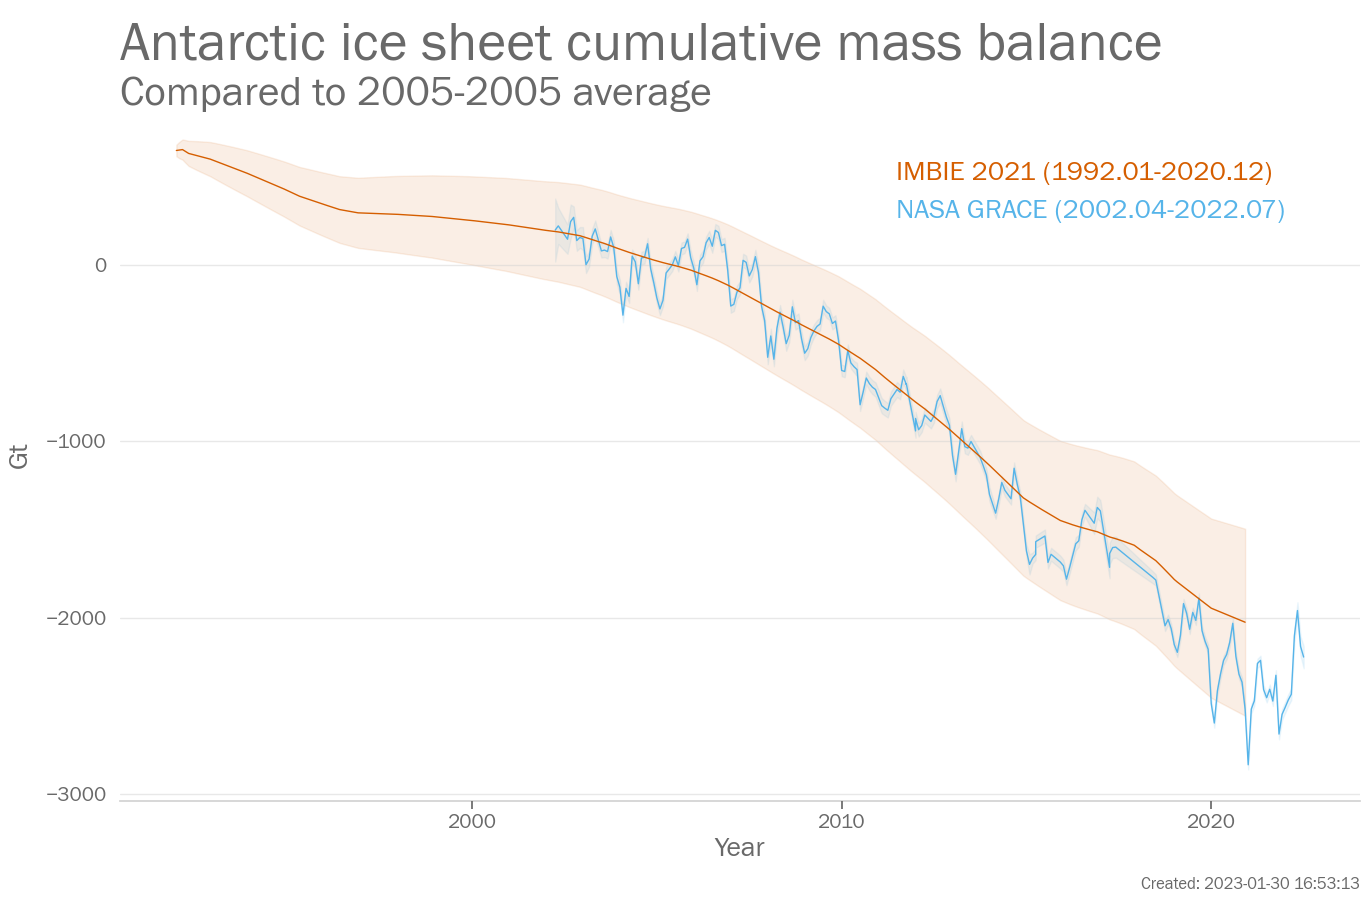 Antarctic ice sheet cumulative mass balance
Compared to 2005-2005 average
IMBIE 2021 (1992.01-2020.12)
NASA GRACE (2002.04-2022.07)
0
−1000
−2000
−3000
Gt
2000 2010 2020
Year
Created: 2023-01-30 16:53:13